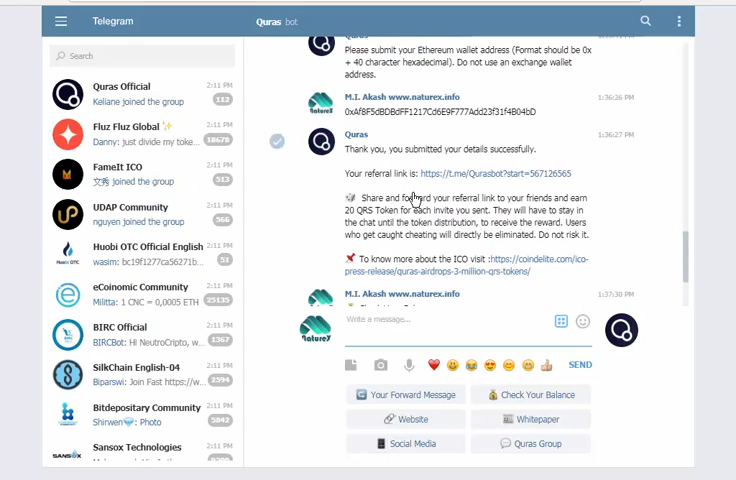 Telegram
Quras bot
Search
Quras Official
2:11 PM
Keliane joined the group
112
Fluz Fluz Global ✨
2:11 PM
Danny: just divide my toke...
18678
FameIt ICO
2:11 PM
文秀 joined the group
513
UDAP Community
2:11 PM
nguyen joined the group
566
Huobi OTC Official English
2:11 PM
wasim: bc19f1277ca56271b...
51
eCoinomic Community
2:11 PM
Militta: 1 CNC = 0,0005 ETH
25135
BIRC Official
2:11 PM
BIRCBot: Hi NeutroCripto, w...
1367
SilkChain English-04
2:11 PM
Biparswi: Join Fast https://w...
2594
Bitdepositary Community
2:11 PM
Shirwen💎: Photo
5842
Sansox Technologies
2:11 PM
SANSOX
Quras
Please submit your Ethereum wallet address (Format should be 0x
+ 40 character hexadecimal). Do not use an exchange wallet
address.
M.I. Akash www.naturex.info
1:36:26 PM
0xAf8F5dBDBdFF1217Cd6E9F777Add23f31f4B04bD
Quras
1:36:27 PM
Thank you, you submitted your details successfully.
Your referral link is: https://t.me/Qurasbot?start=567126565
Share and forward your referral link to your friends and earn
20 QRS Token for each invite you sent. They will have to stay in
the chat until the token distribution, to receive the reward. Users
who get caught cheating will directly be eliminated. Do not risk it.
📌 To know more about the ICO visit :https://coindelite.com/ico-
press-release/quras-airdrops-3-million-qrs-tokens/
M.I. Akash www.naturex.info
1:37:30 PM
NatureX
Write a message...
SEND
Your Forward Message
Check Your Balance
Website
Whitepaper
Social Media
Quras Group